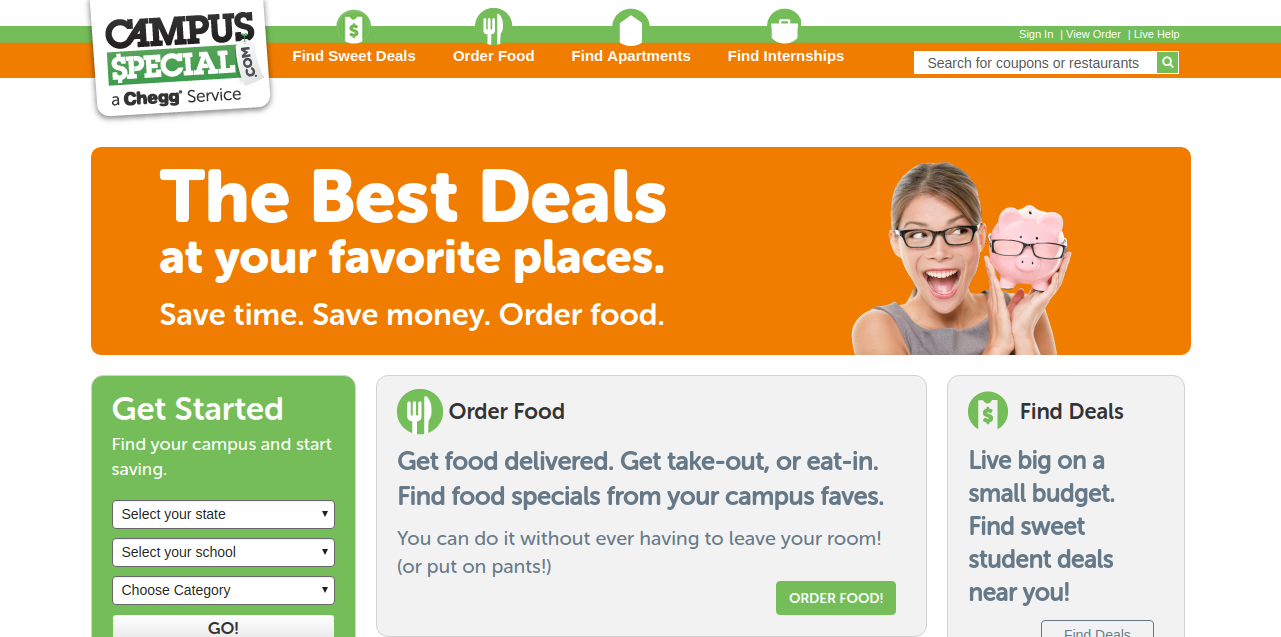 CAMPUS
$PECIAL
.COM
a Chegg® Service
Find Sweet Deals
Order Food
Find Apartments
Find Internships
Sign In | View Order | Live Help
Search for coupons or restaurants
The Best Deals
at your favorite places.
Save time. Save money. Order food.
Get Started
Find your campus and start
saving.
Select your state
Select your school
Choose Category
GO!
Order Food
Get food delivered. Get take-out, or eat-in.
Find food specials from your campus faves.
You can do it without ever having to leave your room!
(or put on pants!)
ORDER FOOD!
Find Deals
Live big on a
small budget.
Find sweet
student deals
near you!
Find Deals